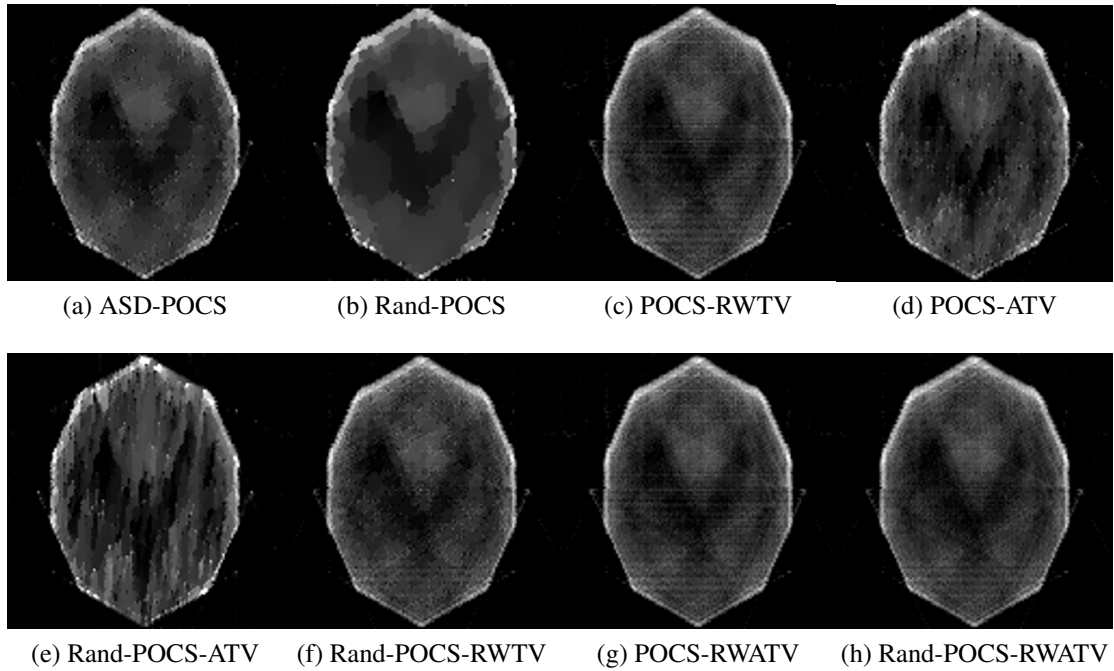 (a) ASD-POCS
(b) Rand-POCS
(c) POCS-RWTV
(d) POCS-ATV
(e) Rand-POCS-ATV
(f) Rand-POCS-RWTV
(g) POCS-RWATV
(h) Rand-POCS-RWATV